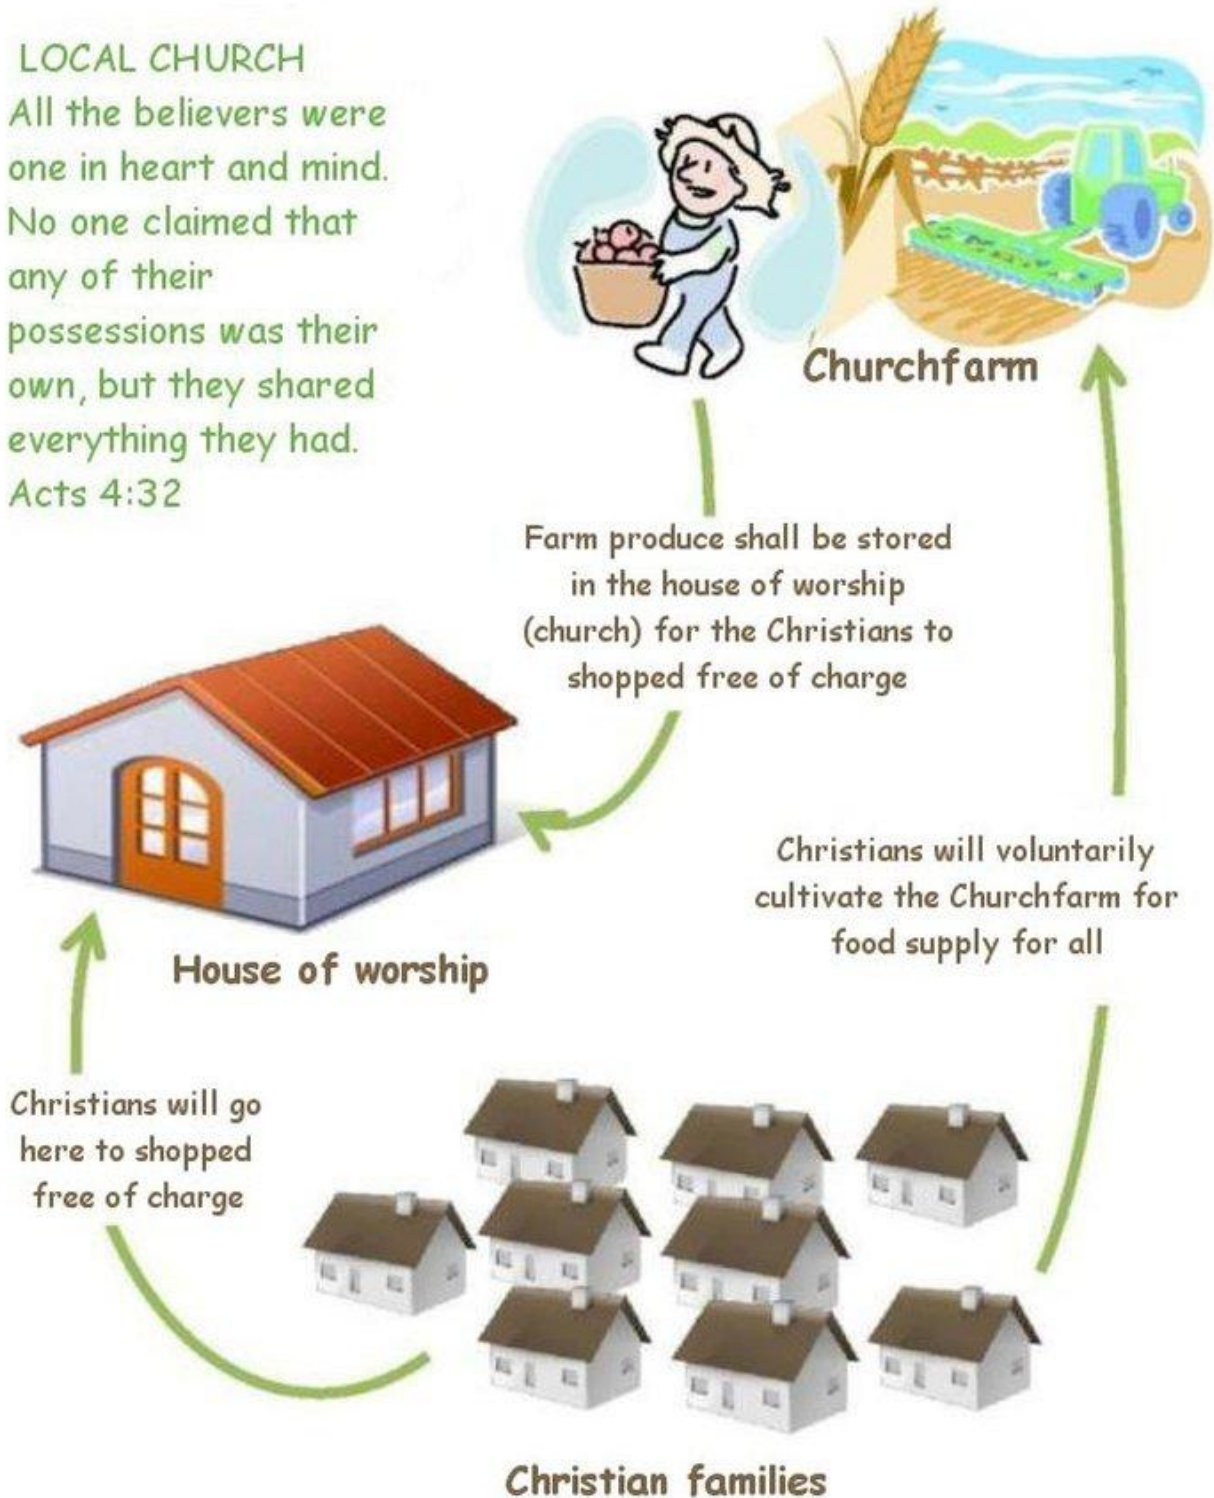 LOCAL CHURCH
All the believers were
one in heart and mind.
No one claimed that
any of their
possessions was their
own, but they shared
everything they had.
Acts 4:32
Churchfarm
Farm produce shall be stored
in the house of worship
(church) for the Christians to
shopped free of charge
Christians will voluntarily
cultivate the Churchfarm for
food supply for all
House of worship
Christians will go
here to shopped
free of charge
Christian families